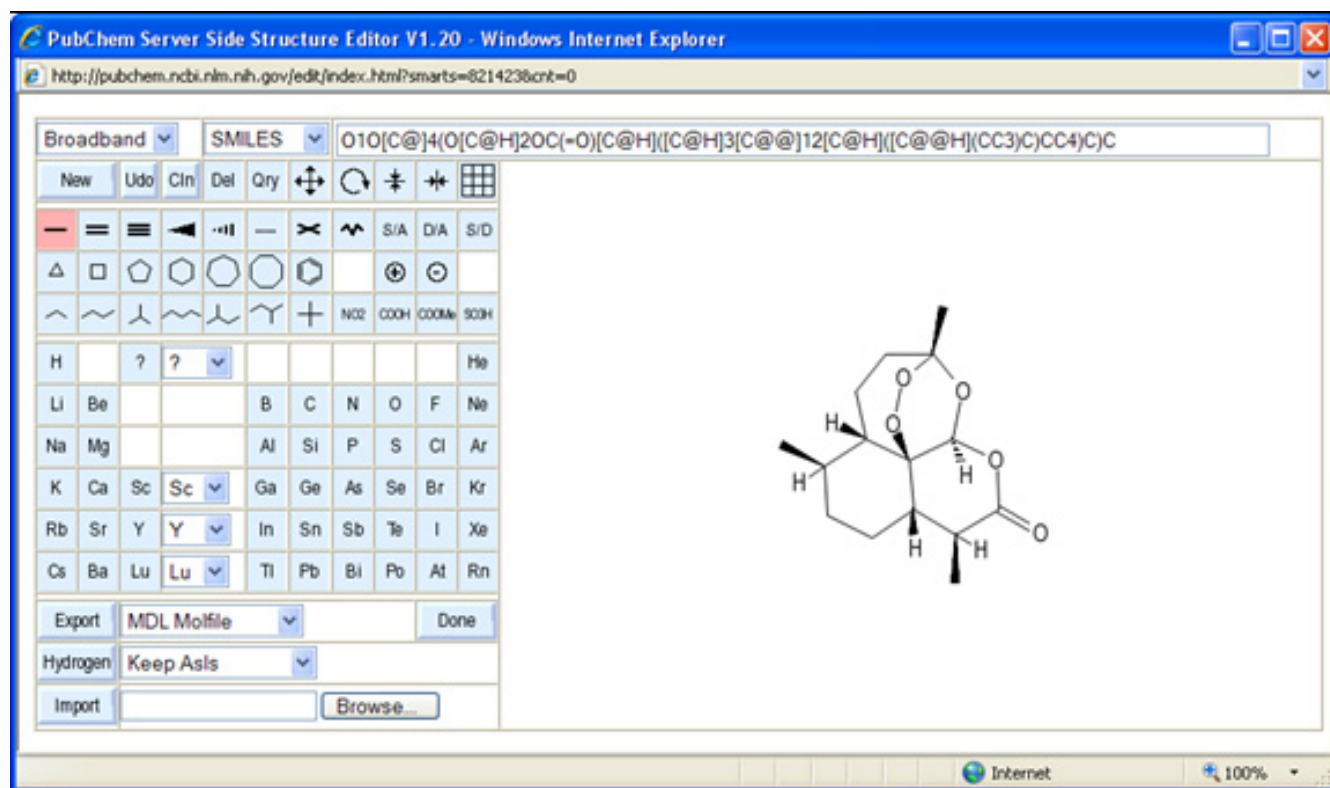 PubChem Server Side Structure Editor V1.20 - Windows Internet Explorer
http://pubchem.ncbi.nlm.nih.gov/edit/index.html?smarts=821423&cnt=0
Broadband SMILES O1O[C@]4(O[C@H]2OC(=O)[C@H]([C@H]3[C@@]12[C@H]([C@@H](CC3)C)CC4)C)C
New Udo Cln Del Qry
S/A D/A S/D
NO2 COOH COOMe SO3H
H ? ? He
Li Be B C N O F Ne
Na Mg Al Si P S Cl Ar
K Ca Sc Sc Ga Ge As Se Br Kr
Rb Sr Y Y In Sn Sb Te I Xe
Cs Ba Lu Lu Tl Pb Bi Po At Rn
Export MDL Molfile Done
Hydrogen Keep AsIs
Import Browse...
O
O
H O
O
H H
O
H H
Internet 100%